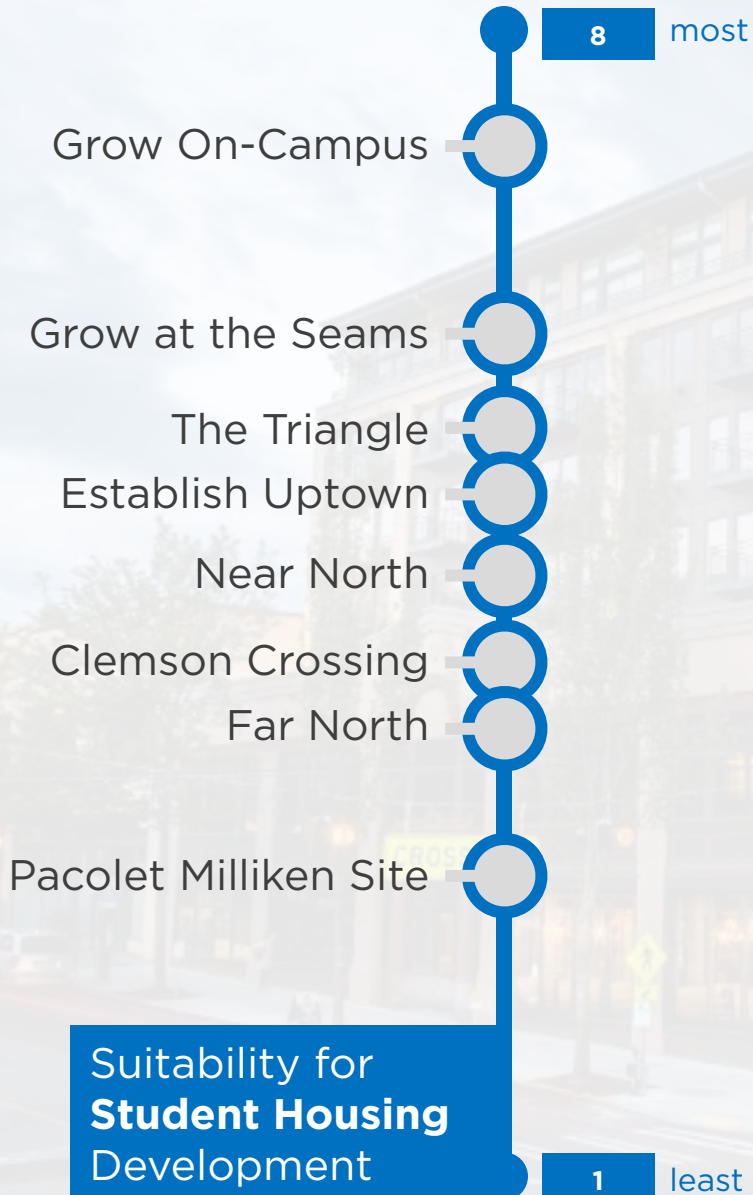 8 most
Grow On-Campus
Grow at the Seams
The Triangle
Establish Uptown
Near North
Clemson Crossing
Far North
Pacolet Milliken Site
CROSS
Suitability for
Student Housing
Development
1 least